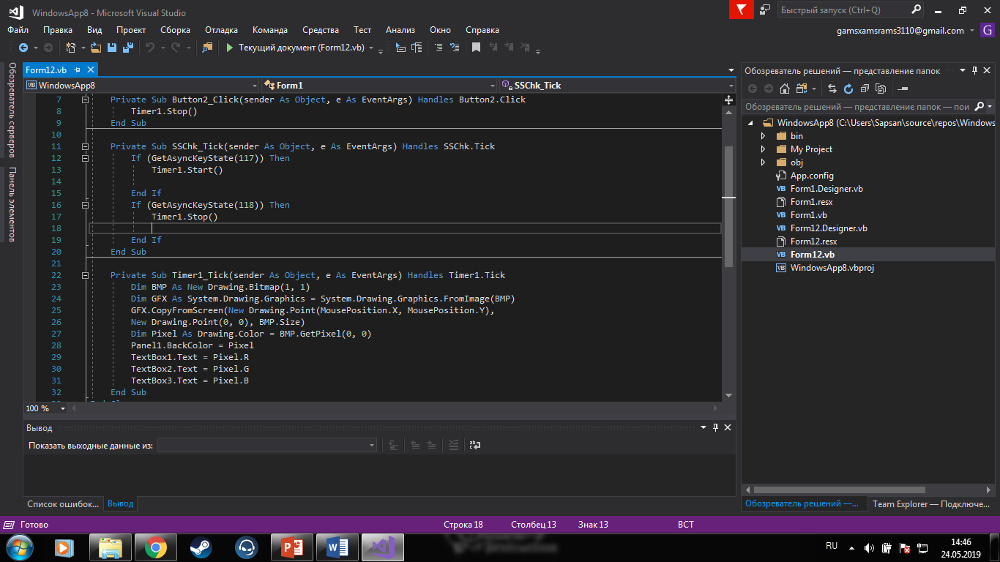 WindowsApp8 - Microsoft Visual Studio
Быстрый запуск (Ctrl+Q)
Файл Правка Вид Проект Сборка Отладка Команда Средства Тест Анализ Окно Справка
gamsxamsrams3110@gmail.com G
Текущий документ (Form12.vb)
Обозреватель серверов
Панель элементов
Form12.vb
WindowsApp8 Form1 SSChk_Tick
7 Private Sub Button2_Click(sender As Object, e As EventArgs) Handles Button2.Click
8 Timer1.Stop()
9 End Sub
10
11 Private Sub SSChk_Tick(sender As Object, e As EventArgs) Handles SSChk.Tick
12 If (GetAsyncKeyState(117)) Then
13 Timer1.Start()
14
15 End If
16 If (GetAsyncKeyState(118)) Then
17 Timer1.Stop()
18
19 End If
20 End Sub
21
22 Private Sub Timer1_Tick(sender As Object, e As EventArgs) Handles Timer1.Tick
23 Dim BMP As New Drawing.Bitmap(1, 1)
24 Dim GFX As System.Drawing.Graphics = System.Drawing.Graphics.FromImage(BMP)
25 GFX.CopyFromScreen(New Drawing.Point(MousePosition.X, MousePosition.Y),
26 New Drawing.Point(0, 0), BMP.Size)
27 Dim Pixel As Drawing.Color = BMP.GetPixel(0, 0)
28 Panel1.BackColor = Pixel
29 TextBox1.Text = Pixel.R
30 TextBox2.Text = Pixel.G
31 TextBox3.Text = Pixel.B
32 End Sub
100 %
Вывод
Показать выходные данные из:
Список ошибок... Вывод
Обозреватель решений — представление папок
Обозреватель решений — представление папок — пои
WindowsApp8 (C:\Users\Sapsan\source\repos\Windows
bin
My Project
obj
App.config
VB Form1.Designer.vb
Form1.resx
VB Form1.vb
VB Form12.Designer.vb
Form12.resx
VB Form12.vb
VB WindowsApp8.vbproj
Обозреватель решений —... Team Explorer — Подключе...
Готово Строка 18 Столбец 13 Знак 13 ВСТ
RU 14:46
24.05.2019